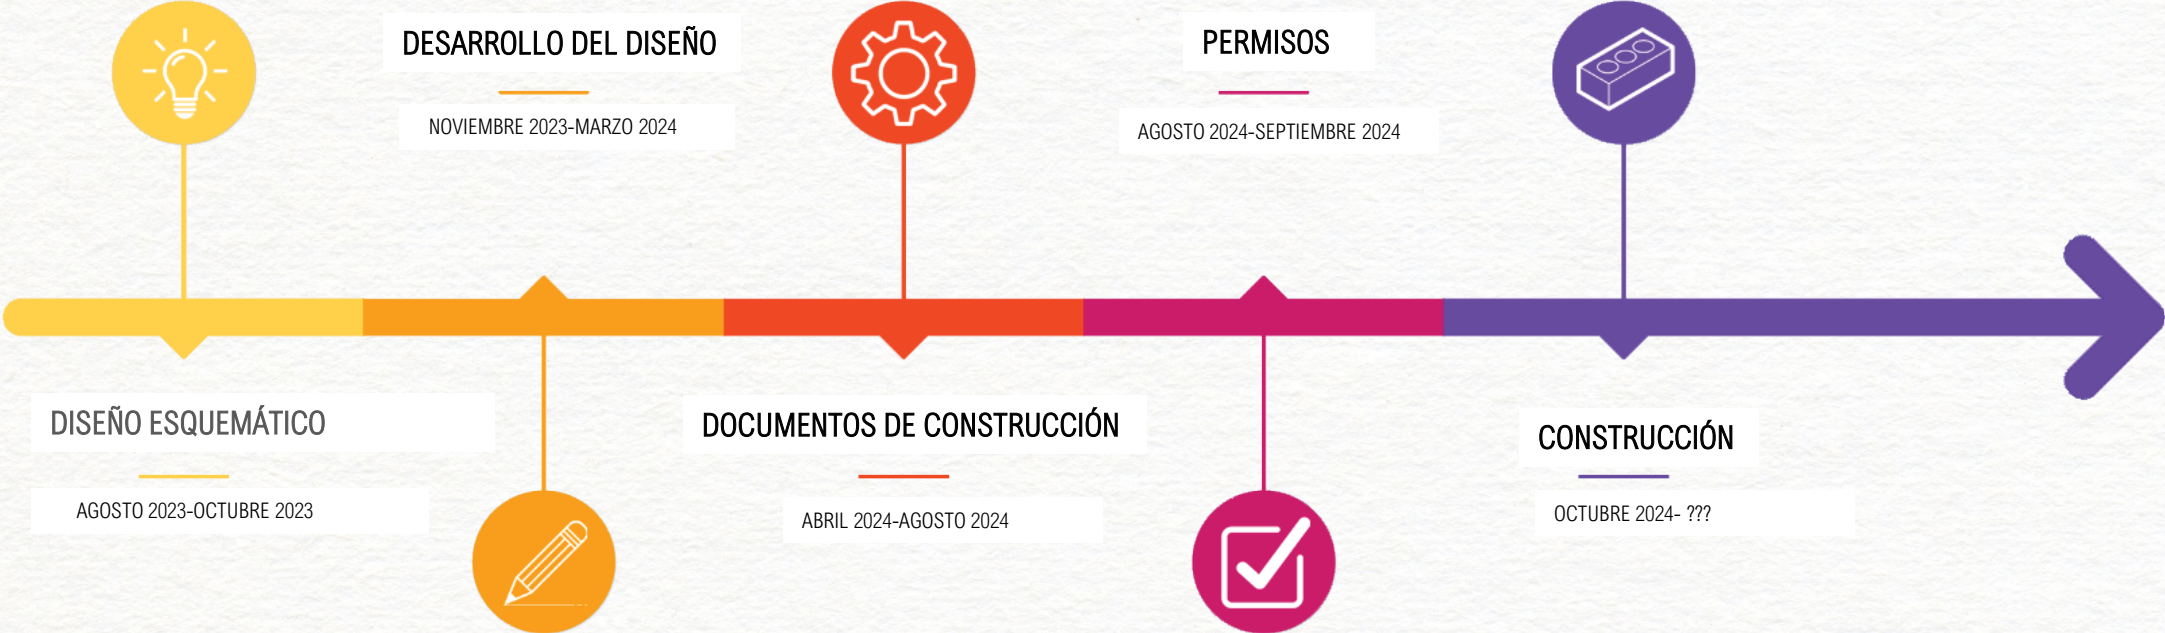 DISEÑO ESQUEMÁTICO
AGOSTO 2023-OCTUBRE 2023
DESARROLLO DEL DISEÑO
NOVIEMBRE 2023-MARZO 2024
DOCUMENTOS DE CONSTRUCCIÓN
ABRIL 2024-AGOSTO 2024
PERMISOS
AGOSTO 2024-SEPTIEMBRE 2024
CONSTRUCCIÓN
OCTUBRE 2024- ???